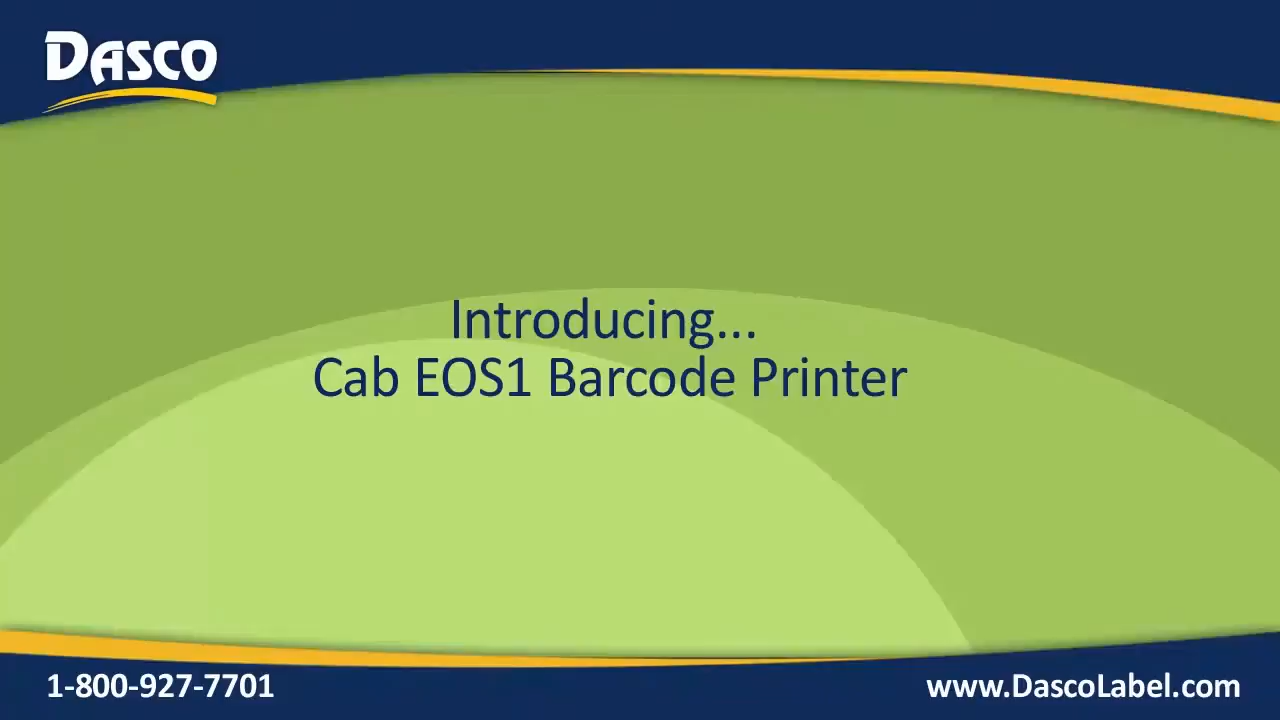 DASCO
Introducing...
Cab EOS1 Barcode Printer
1-800-927-7701
www.DascoLabel.com